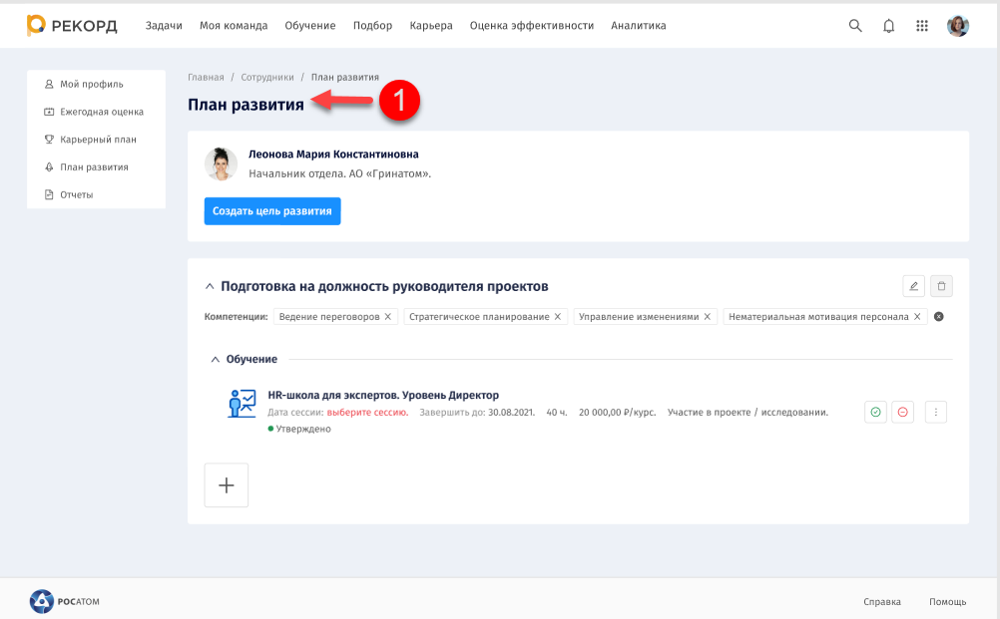 РЕКОРД Задачи Моя команда Обучение Подбор Карьера Оценка эффективности Аналитика
Мой профиль
Ежегодная оценка
Карьерный план
План развития
Отчеты
Главная / Сотрудники / План развития
План развития
1
Леонова Мария Константиновна
Начальник отдела. АО «Гринатом».
Создать цель развития
Подготовка на должность руководителя проектов
Компетенции: Ведение переговоров X Стратегическое планирование X Управление изменениями X Нематериальная мотивация персонала X
Обучение
HR-школа для экспертов. Уровень Директор
Дата сессии: выберите сессию. Завершить до: 30.08.2021. 40 ч. 20 000,00 ₽/курс. Участие в проекте / исследовании.
Утверждено
РОСАТОМ Справка Помощь